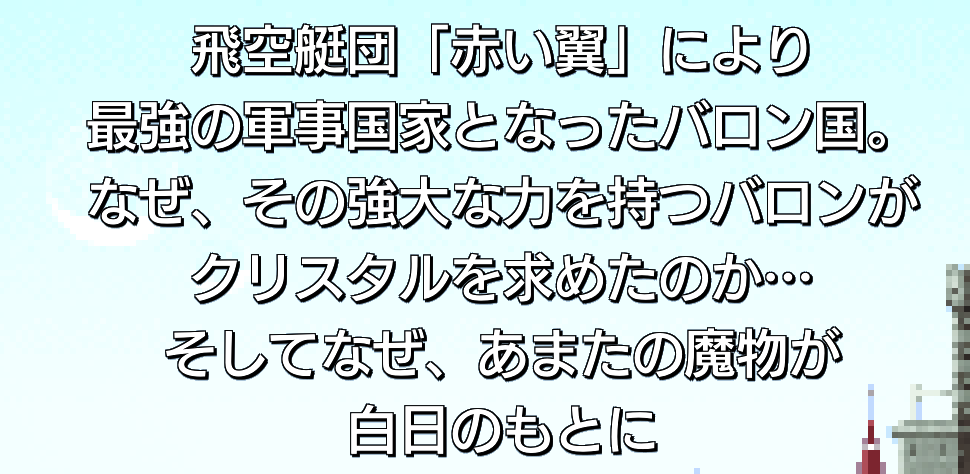 飛空艇団「赤い翼」により
最強の軍事国家となったバロン国。
なぜ、その強大な力を持つバロンが
クリスタルを求めたのか…
そしてなぜ、あまたの魔物が
白日のもとに